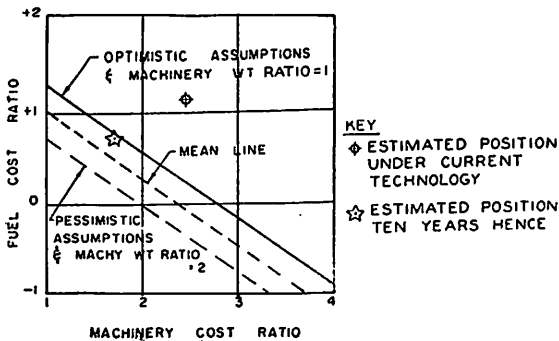 +2
OPTIMISTIC ASSUMPTIONS
& MACHINERY WT RATIO=1
+1
MEAN LINE
0
PESSIMISTIC
ASSUMPTIONS
& MACHY WT RATIO
=2
-1
1 2 3 4
FUEL COST RATIO
MACHINERY COST RATIO
KEY
ESTIMATED POSITION
UNDER CURRENT
TECHNOLOGY
ESTIMATED POSITION
TEN YEARS HENCE